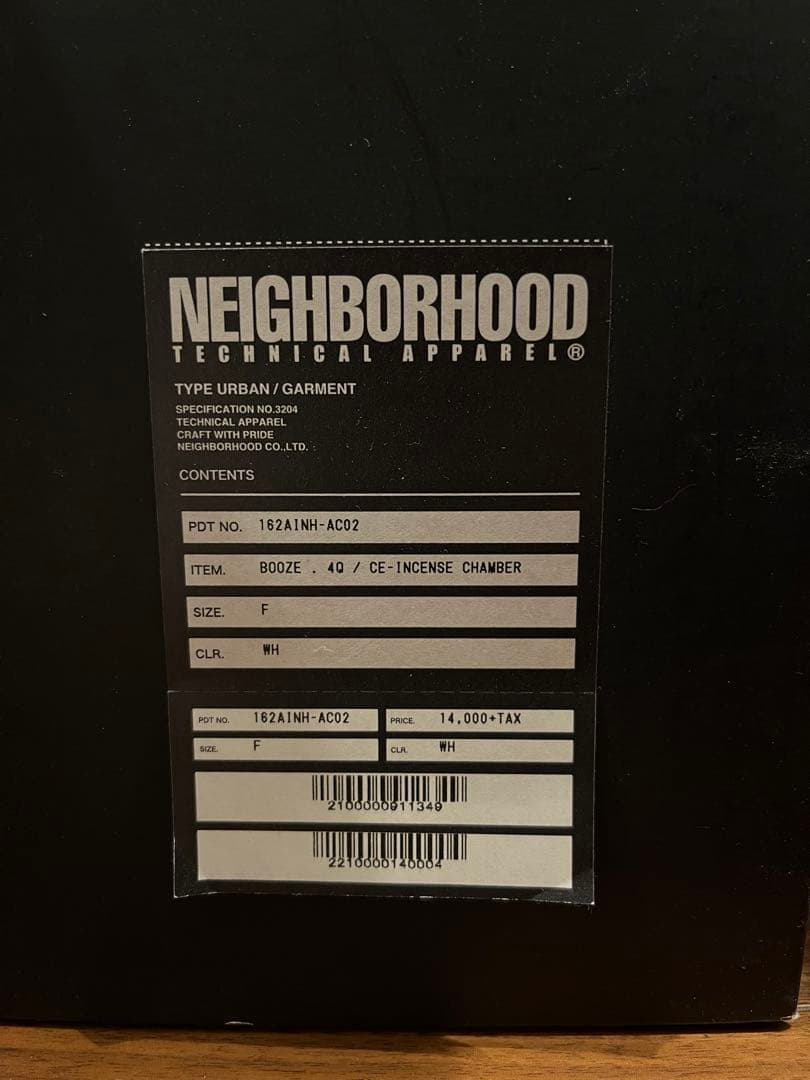 NEIGHBORHOOD
TECHNICAL APPAREL®
TYPE URBAN / GARMENT
SPECIFICATION NO.3204
TECHNICAL APPAREL
CRAFT WITH PRIDE
NEIGHBORHOOD CO.,LTD.
CONTENTS
PDT NO. 162AINH-AC02
ITEM. BOOZE . 4Q / CE-INCENSE CHAMBER
SIZE. F
CLR. WH
PDT NO. 162AINH-AC02 PRICE. 14,000+TAX
SIZE. F CLR. WH
2100000911349
2210000140004